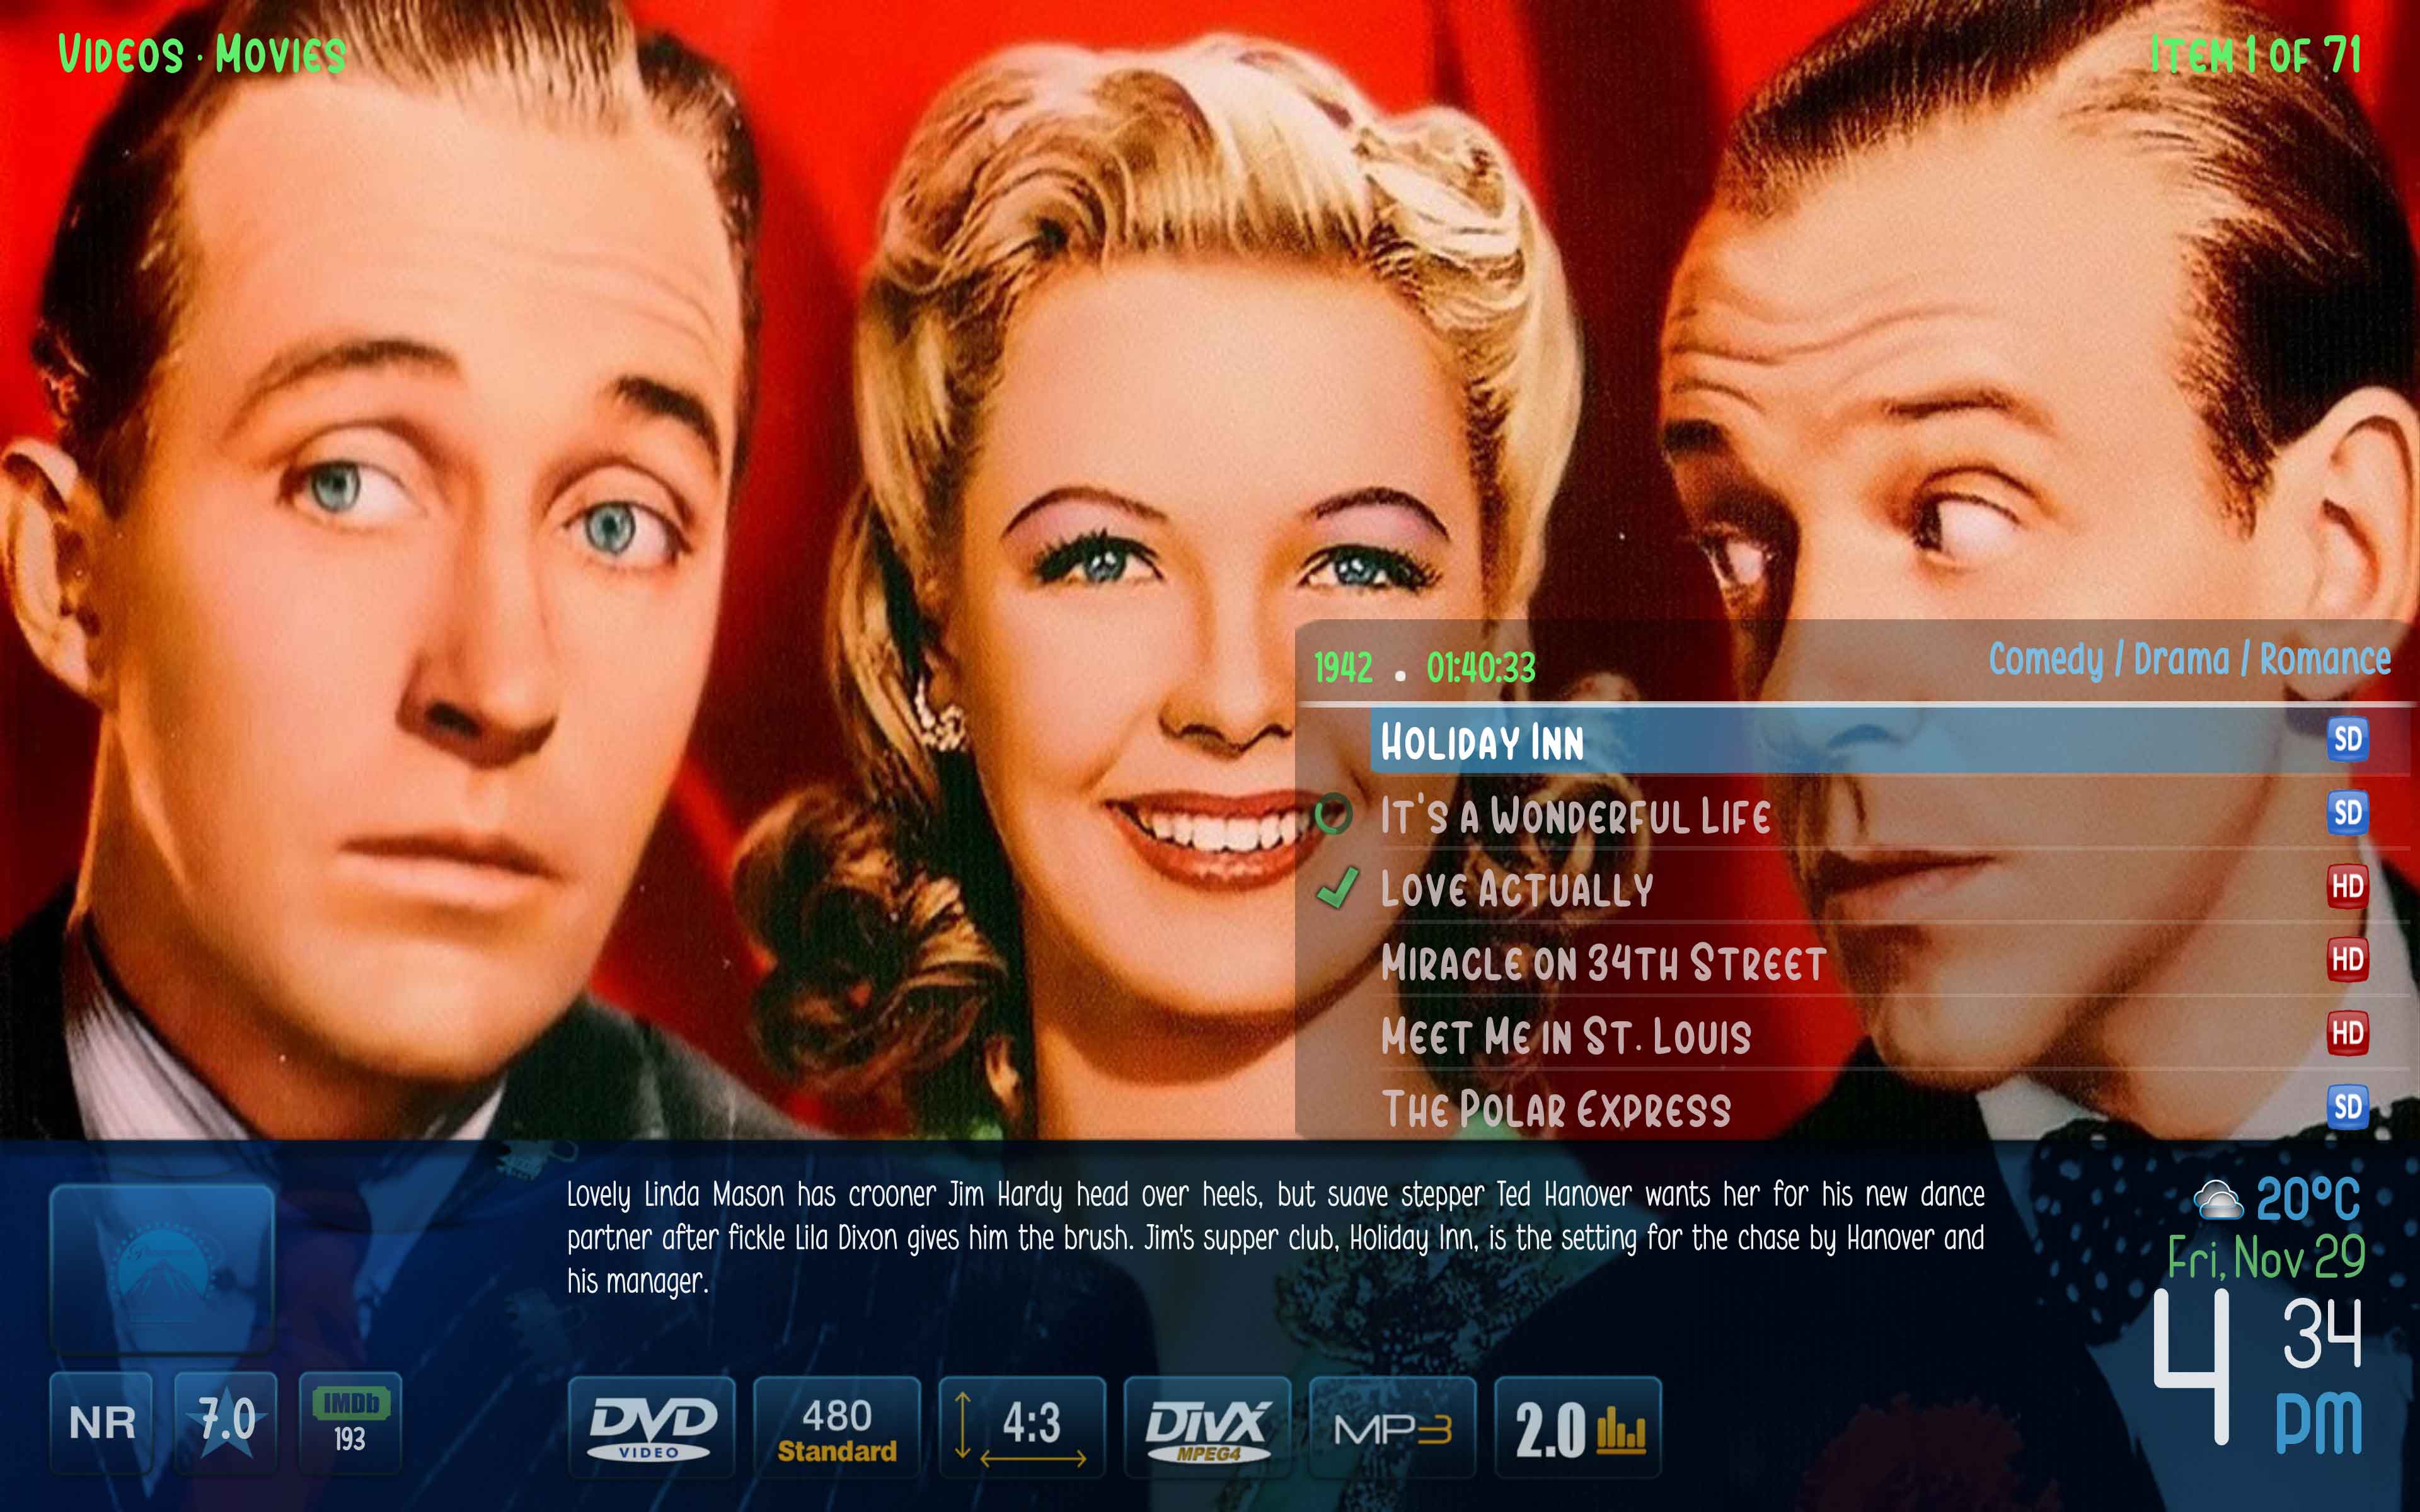 VIDEOS · MOVIES
ITEM 1 OF 71
1942 . 01:40:33
Comedy / Drama / Romance
HOLIDAY INN SD
IT'S A WONDERFUL LIFE SD
LOVE ACTUALLY HD
MIRACLE ON 34TH STREET HD
MEET ME IN ST. LOUIS HD
THE POLAR EXPRESS SD
Lovely Linda Mason has crooner Jim Hardy head over heels, but suave stepper Ted Hanover wants her for his new dance
partner after fickle Lila Dixon gives him the brush. Jim's supper club, Holiday Inn, is the setting for the chase by Hanover and
his manager.
20°C
Fri, Nov 29
4 34
pm
Paramount
NR
7.0
IMDb
193
DVD
VIDEO
480
Standard
4:3
DivX
MPEG4
MP3
2.0